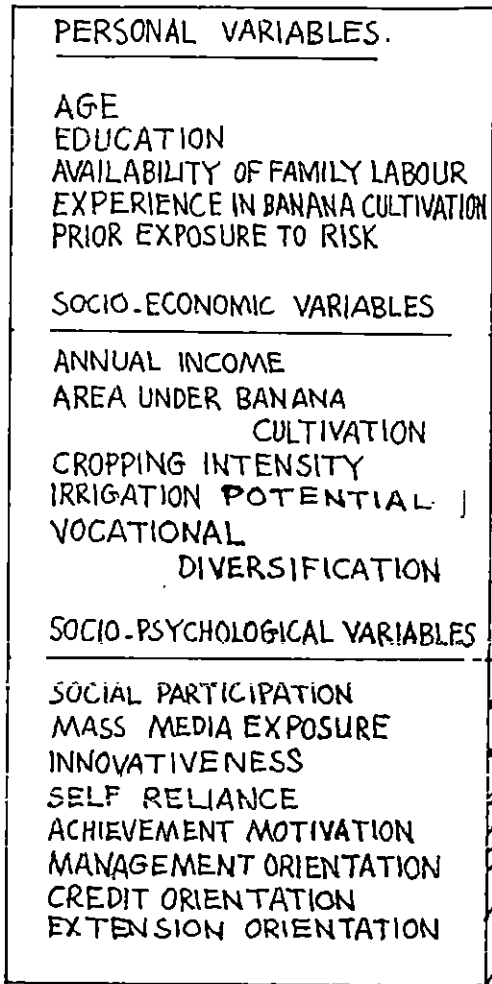 PERSONAL VARIABLES.
AGE
EDUCATION
AVAILABILITY OF FAMILY LABOUR
EXPERIENCE IN BANANA CULTIVATION
PRIOR EXPOSURE TO RISK
SOCIO-ECONOMIC VARIABLES
ANNUAL INCOME
AREA UNDER BANANA
CULTIVATION
CROPPING INTENSITY
IRRIGATION POTENTIAL
VOCATIONAL
DIVERSIFICATION
SOCIO-PSYCHOLOGICAL VARIABLES
SOCIAL PARTICIPATION
MASS MEDIA EXPOSURE
INNOVATIVENESS
SELF RELIANCE
ACHIEVEMENT MOTIVATION
MANAGEMENT ORIENTATION
CREDIT ORIENTATION
EXTENSION ORIENTATION